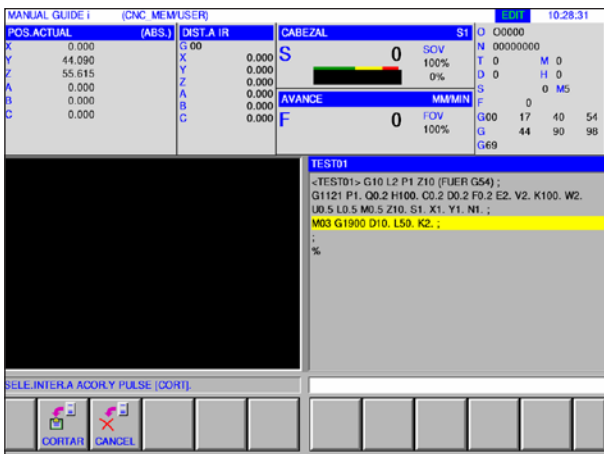 MANUAL GUIDE i (CNC_MEM/USER) EDIT 10.28.31
POS.ACTUAL (ABS.)
X 0.000
Y 44.090
Z 55.615
A 0.000
B 0.000
C 0.000
DIST.A IR
G 00
X 0.000
Y 0.000
Z 0.000
A 0.000
B 0.000
C 0.000
CABEZAL S1
S 0 SOV
100%
0%
AVANCE MM/MIN
F 0 FOV
100%
O O0000
N 00000000
T 0 M 0
D 0 H 0
S 0 M5
F 0
G00 17 40 54
G 44 90 98
G69
TEST01
<TEST01> G10 L2 P1 Z10 (FUER G54) ;
G1121 P1. Q0.2 H100. C0.2 D0.2 F0.2 E2. V2. K100. W2.
U0.5 L0.5 M0.5 Z10. S1. X1. Y1. N1. ;
M03 G1900 D10. L50. K2. ;
;
%
SELE.INTER.A ACOR.Y PULSE [CORT].
CORTAR CANCEL